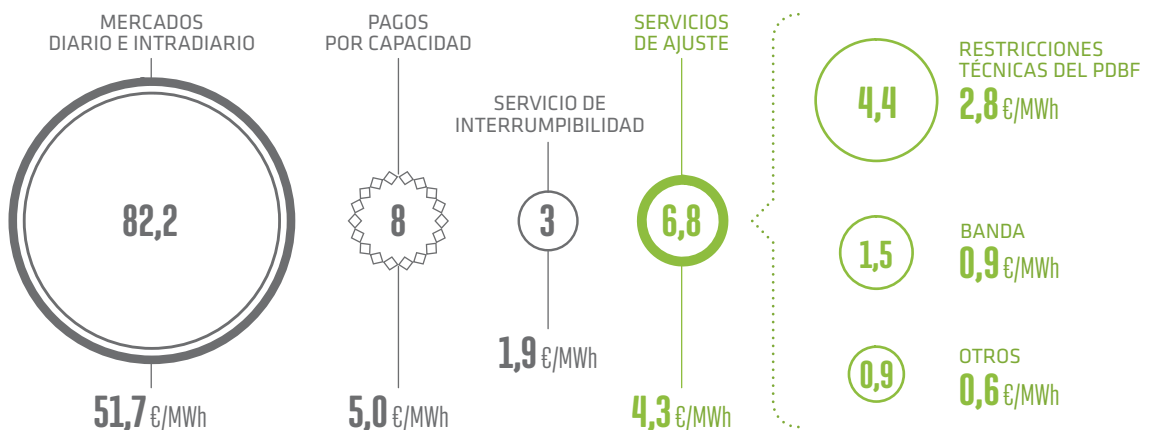 MERCADOS
DIARIO E INTRADIARIO
82,2
51,7 €/MWh
PAGOS
POR CAPACIDAD
8
5,0 €/MWh
SERVICIO DE
INTERRUMPIBILIDAD
3
1,9 €/MWh
SERVICIOS
DE AJUSTE
6,8
4,3 €/MWh
4,4
RESTRICCIONES
TÉCNICAS DEL PDBF
2,8 €/MWh
1,5
BANDA
0,9 €/MWh
0,9
OTROS
0,6 €/MWh